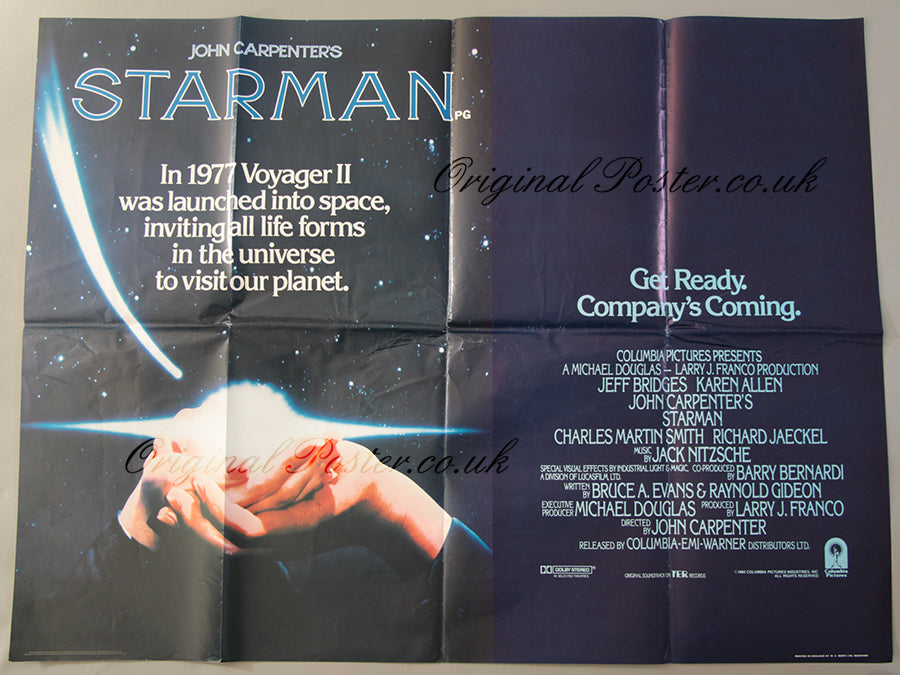 JOHN CARPENTER'S
STARMAN
PG
In 1977 Voyager II
was launched into space,
inviting all life forms
in the universe
to visit our planet.
Original Poster.co.uk
Get Ready.
Company's Coming.
COLUMBIA PICTURES PRESENTS
A MICHAEL DOUGLAS – LARRY J. FRANCO PRODUCTION
JEFF BRIDGES KAREN ALLEN
JOHN CARPENTER'S
STARMAN
CHARLES MARTIN SMITH RICHARD JAECKEL
MUSIC BY JACK NITZSCHE
SPECIAL VISUAL EFFECTS BY INDUSTRIAL LIGHT & MAGIC, CO-PRODUCED BY BARRY BERNARDI
A DIVISION OF LUCASFILM, LTD.
WRITTEN BY BRUCE A. EVANS & RAYNOLD GIDEON
EXECUTIVE PRODUCER MICHAEL DOUGLAS PRODUCED BY LARRY J. FRANCO
DIRECTED BY JOHN CARPENTER
RELEASED BY COLUMBIA-EMI-WARNER DISTRIBUTORS LTD.
Original Poster.co.uk
DOLBY STEREO
IN SELECTED THEATRES
ORIGINAL SOUNDTRACK ON TER RECORDS
©1984 COLUMBIA PICTURES INDUSTRIES, INC.
ALL RIGHTS RESERVED.
Columbia
Pictures